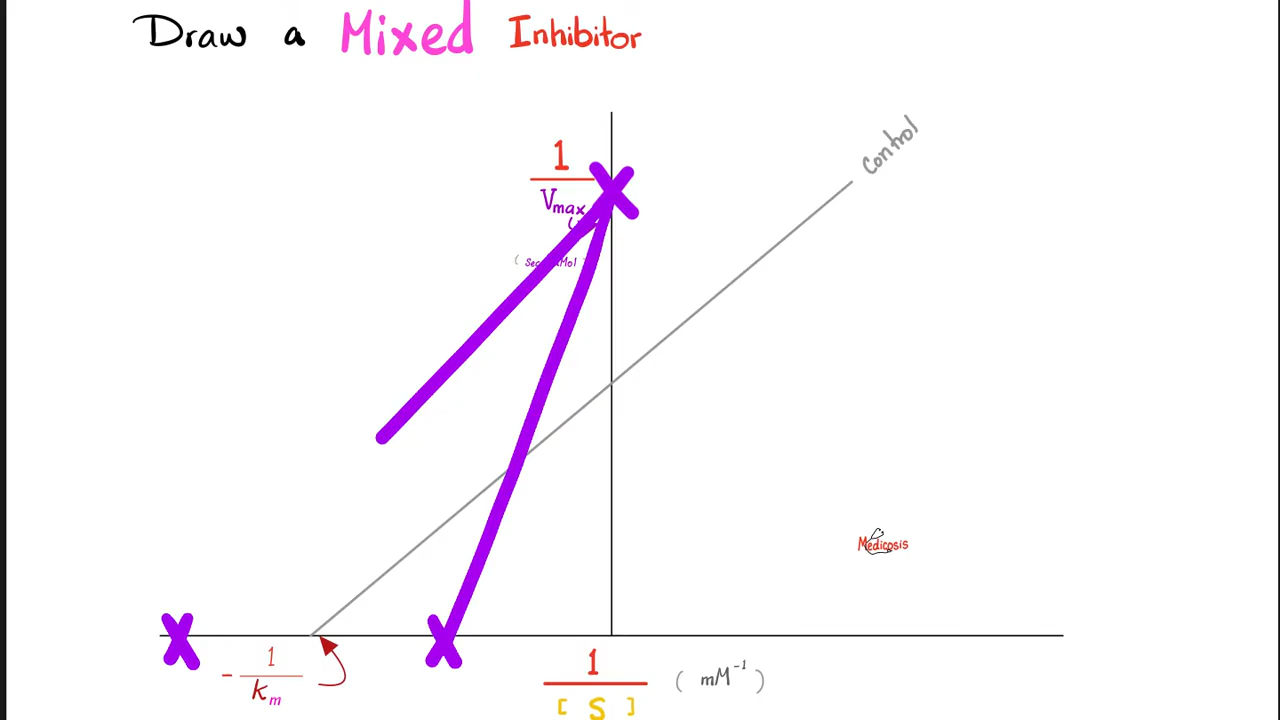 Draw a Mixed Inhibitor
Control
1
Vmax
Medicosis
1
- Km
1
[ S ]
( mM⁻¹ )